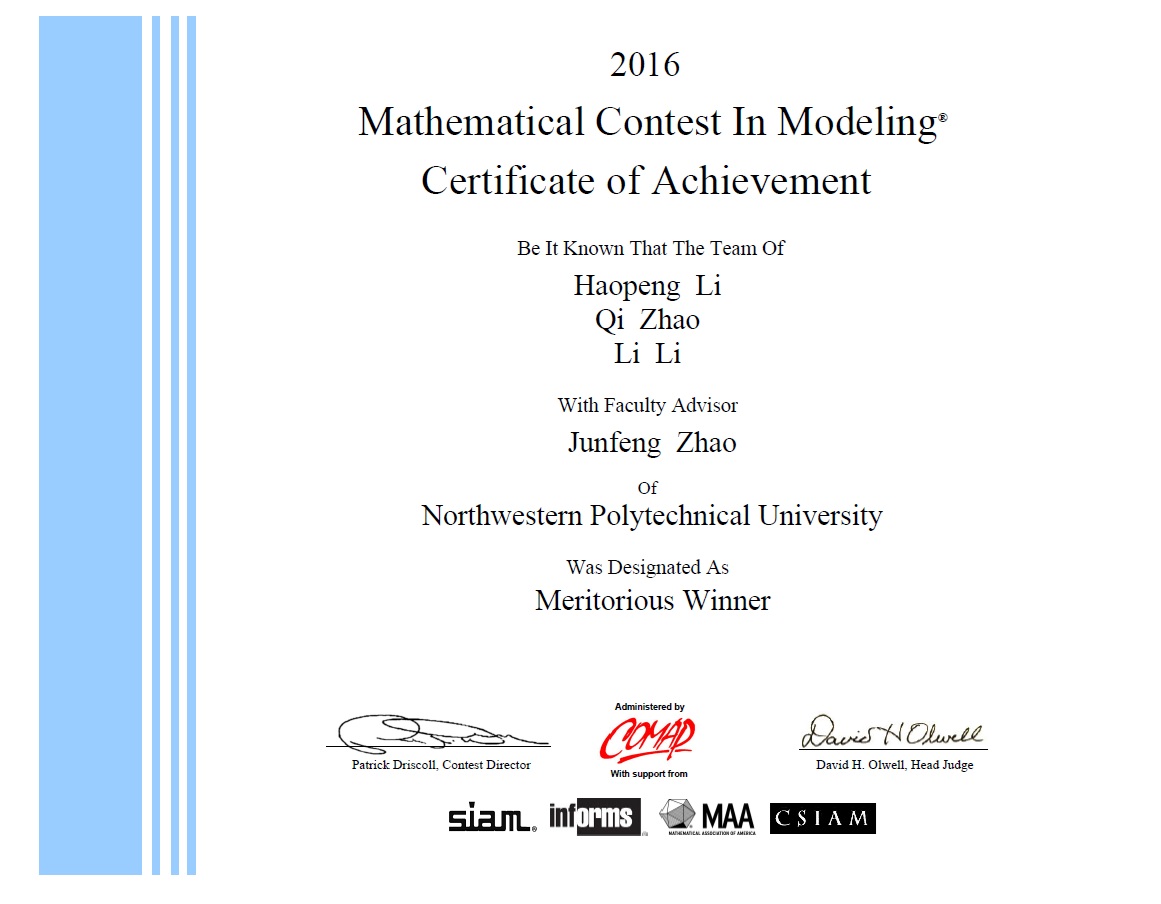 2016
Mathematical Contest In Modeling®
Certificate of Achievement
Be It Known That The Team Of
Haopeng Li
Qi Zhao
Li Li
With Faculty Advisor
Junfeng Zhao
Of
Northwestern Polytechnical University
Was Designated As
Meritorious Winner
Administered by
COMAP
With support from
David H Olwell
Patrick Driscoll, Contest Director
David H. Olwell, Head Judge
siam®
informs
MAA
MATHEMATICAL ASSOCIATION OF AMERICA
CSIAM